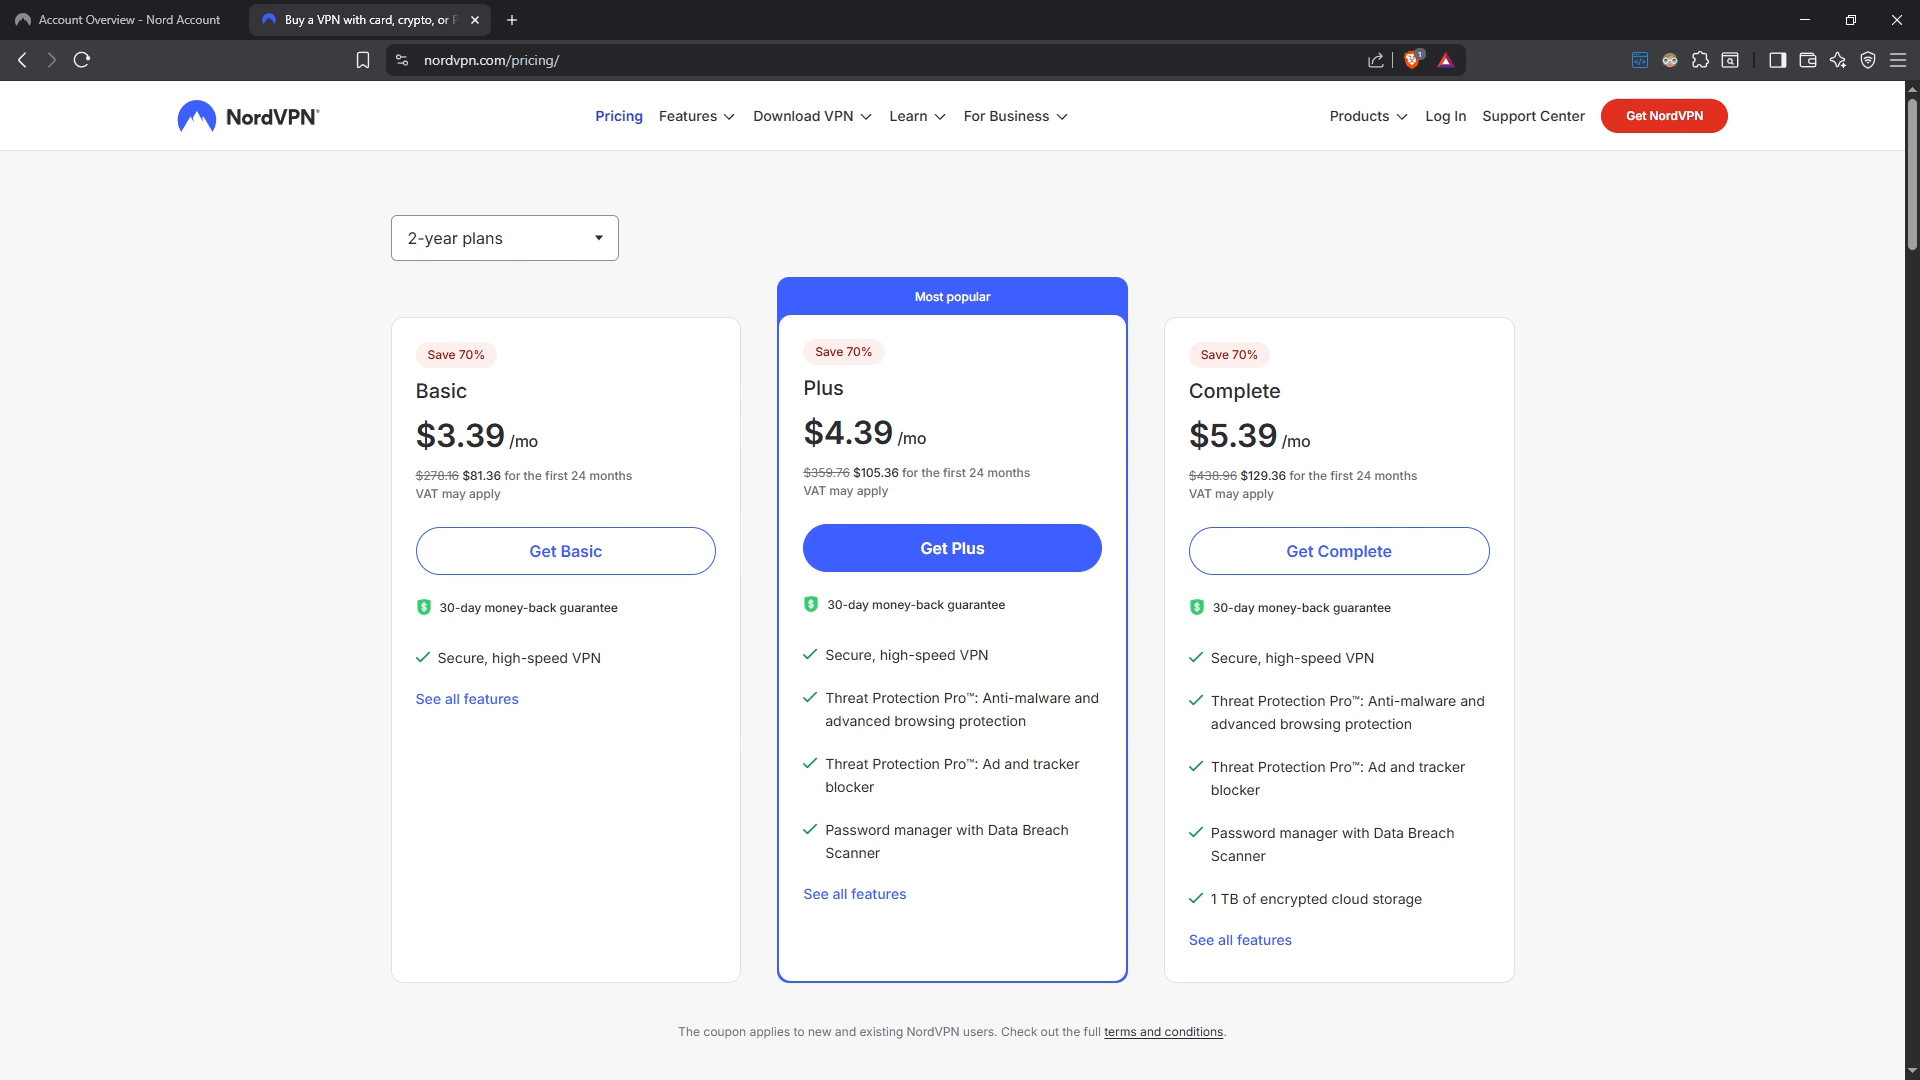 Account Overview - Nord Account
Buy a VPN with card, crypto, or P
nordvpn.com/pricing/
1
NordVPN®
Pricing
Features
Download VPN
Learn
For Business
Products
Log In
Support Center
Get NordVPN
2-year plans
Save 70%
Basic
$3.39 /mo
$278.16 $81.36 for the first 24 months
VAT may apply
Get Basic
30-day money-back guarantee
Secure, high-speed VPN
See all features
Most popular
Save 70%
Plus
$4.39 /mo
$359.76 $105.36 for the first 24 months
VAT may apply
Get Plus
30-day money-back guarantee
Secure, high-speed VPN
Threat Protection Pro™: Anti-malware and
advanced browsing protection
Threat Protection Pro™: Ad and tracker
blocker
Password manager with Data Breach
Scanner
See all features
Save 70%
Complete
$5.39 /mo
$438.96 $129.36 for the first 24 months
VAT may apply
Get Complete
30-day money-back guarantee
Secure, high-speed VPN
Threat Protection Pro™: Anti-malware and
advanced browsing protection
Threat Protection Pro™: Ad and tracker
blocker
Password manager with Data Breach
Scanner
1 TB of encrypted cloud storage
See all features
The coupon applies to new and existing NordVPN users. Check out the full terms and conditions.